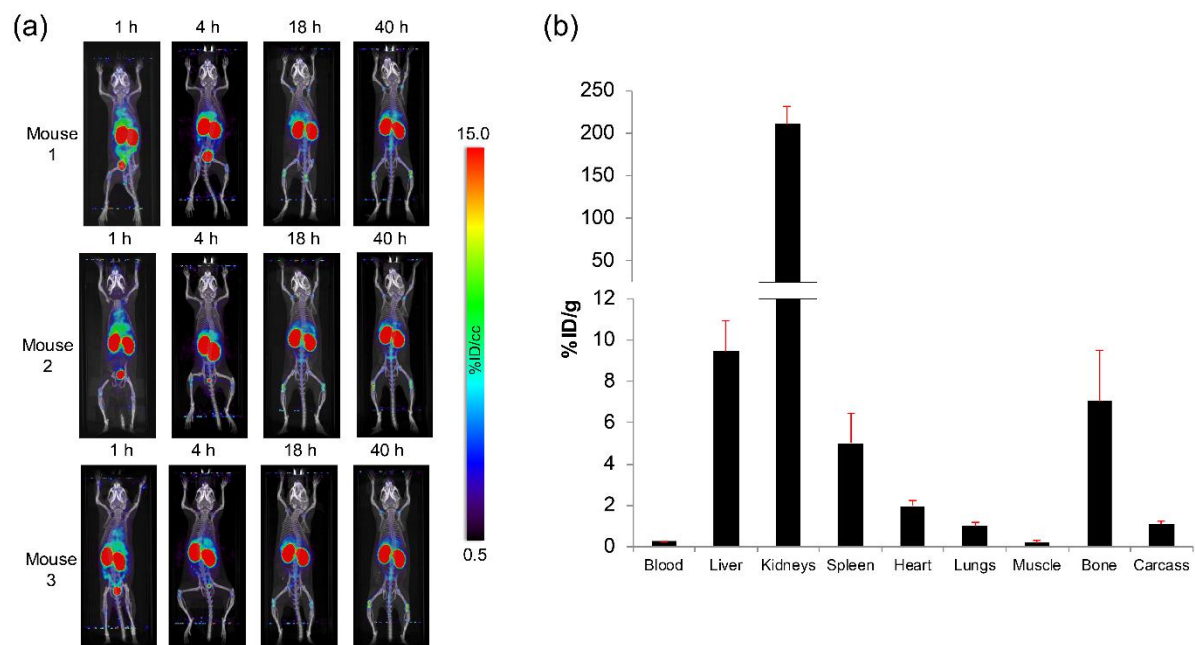 (a)
1 h 4 h 18 h 40 h
Mouse
1
1 h 4 h 18 h 40 h
Mouse
2
1 h 4 h 18 h 40 h
Mouse
3
15.0
%ID/cc
0.5
(b)
%ID/g
250
200
150
100
50
12
10
8
6
4
2
0
Blood Liver Kidneys Spleen Heart Lungs Muscle Bone Carcass